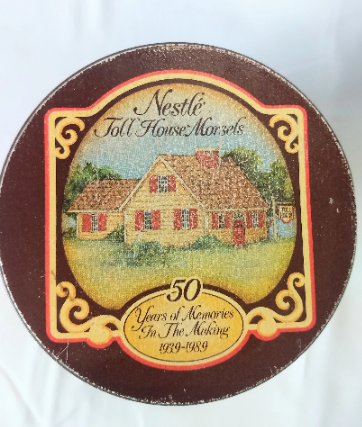 Nestlé
Toll House Morsels
50
Years of Memories
In The Making
1939-1989